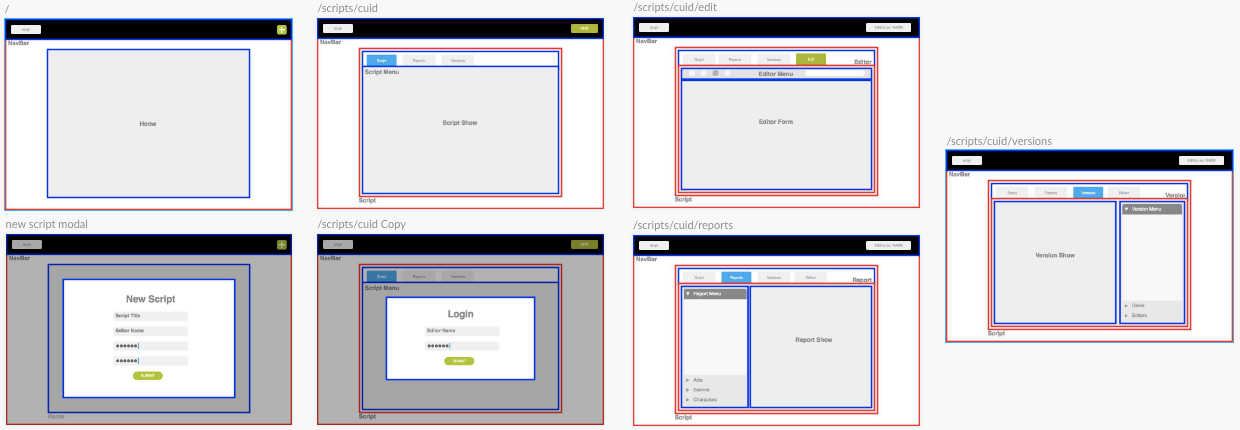 /
script
NavBar
Home
/scripts/cuid
script
EDIT
NavBar
Script Reports Versions
Script Menu
Script Show
Script
/scripts/cuid/edit
script
Editing as: NAME
NavBar
Script Reports Versions Edit
Editor
Editor Menu
Editor Form
Script
/scripts/cuid/versions
script
Editing as: NAME
NavBar
Script Reports Versions Editor
Version
Version Menu
Version Show
Dates
Editors
Script
new script modal
script
NavBar
New Script
Script Title
Editor Name
SUBMIT
Home
/scripts/cuid Copy
script
EDIT
NavBar
Script Reports Versions
Script Menu
Login
Editor Name
SUBMIT
Script
/scripts/cuid/reports
script
Editing as: NAME
NavBar
Script Reports Versions Editor
Report
Report Menu
Report Show
Acts
Scenes
Characters
Script